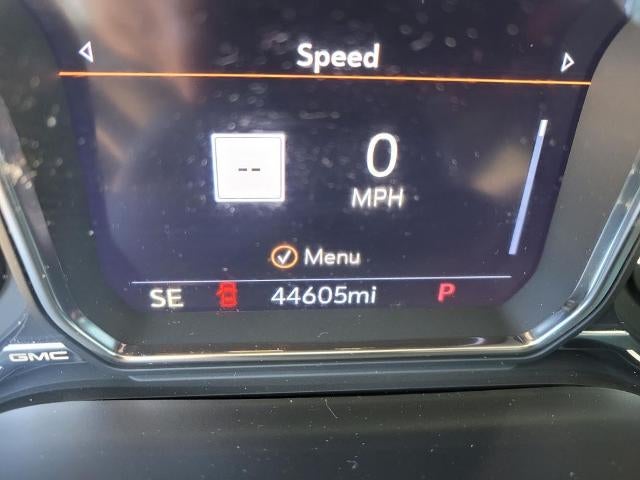 Speed
--
0
MPH
Menu
SE 44605mi P
GMC